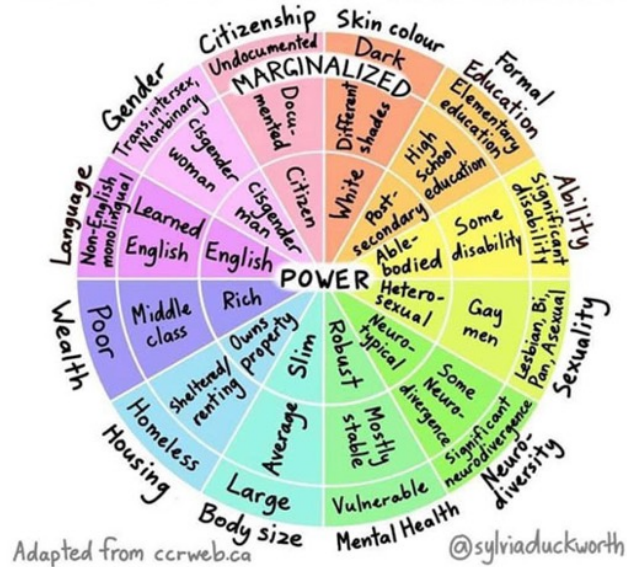 Citizenship
Undocumented
Docu-
mented
Citizen
Skin colour
Dark
Different
shades
White
Formal
Education
Elementary
education
High
school
education
Post-
secondary
Ability
Significant
disability
Some
disability
Able-
bodied
Sexuality
Lesbian, Bi,
Pan, Asexual
Gay
men
Hetero-
sexual
Neuro-
diversity
Significant
neurodivergence
Some
Neuro-
divergence
Neuro-
typical
Mental Health
Vulnerable
Mostly
stable
Robust
Body size
Large
Average
Slim
Housing
Homeless
Sheltered/
renting
Owns
property
Wealth
Poor
Middle
class
Rich
Language
Non-English
monolingual
Learned
English
English
Gender
Trans, intersex,
Non-binary
Cisgender
woman
Cisgender
man
MARGINALIZED
POWER
Adapted from ccrweb.ca
@sylviaduckworth